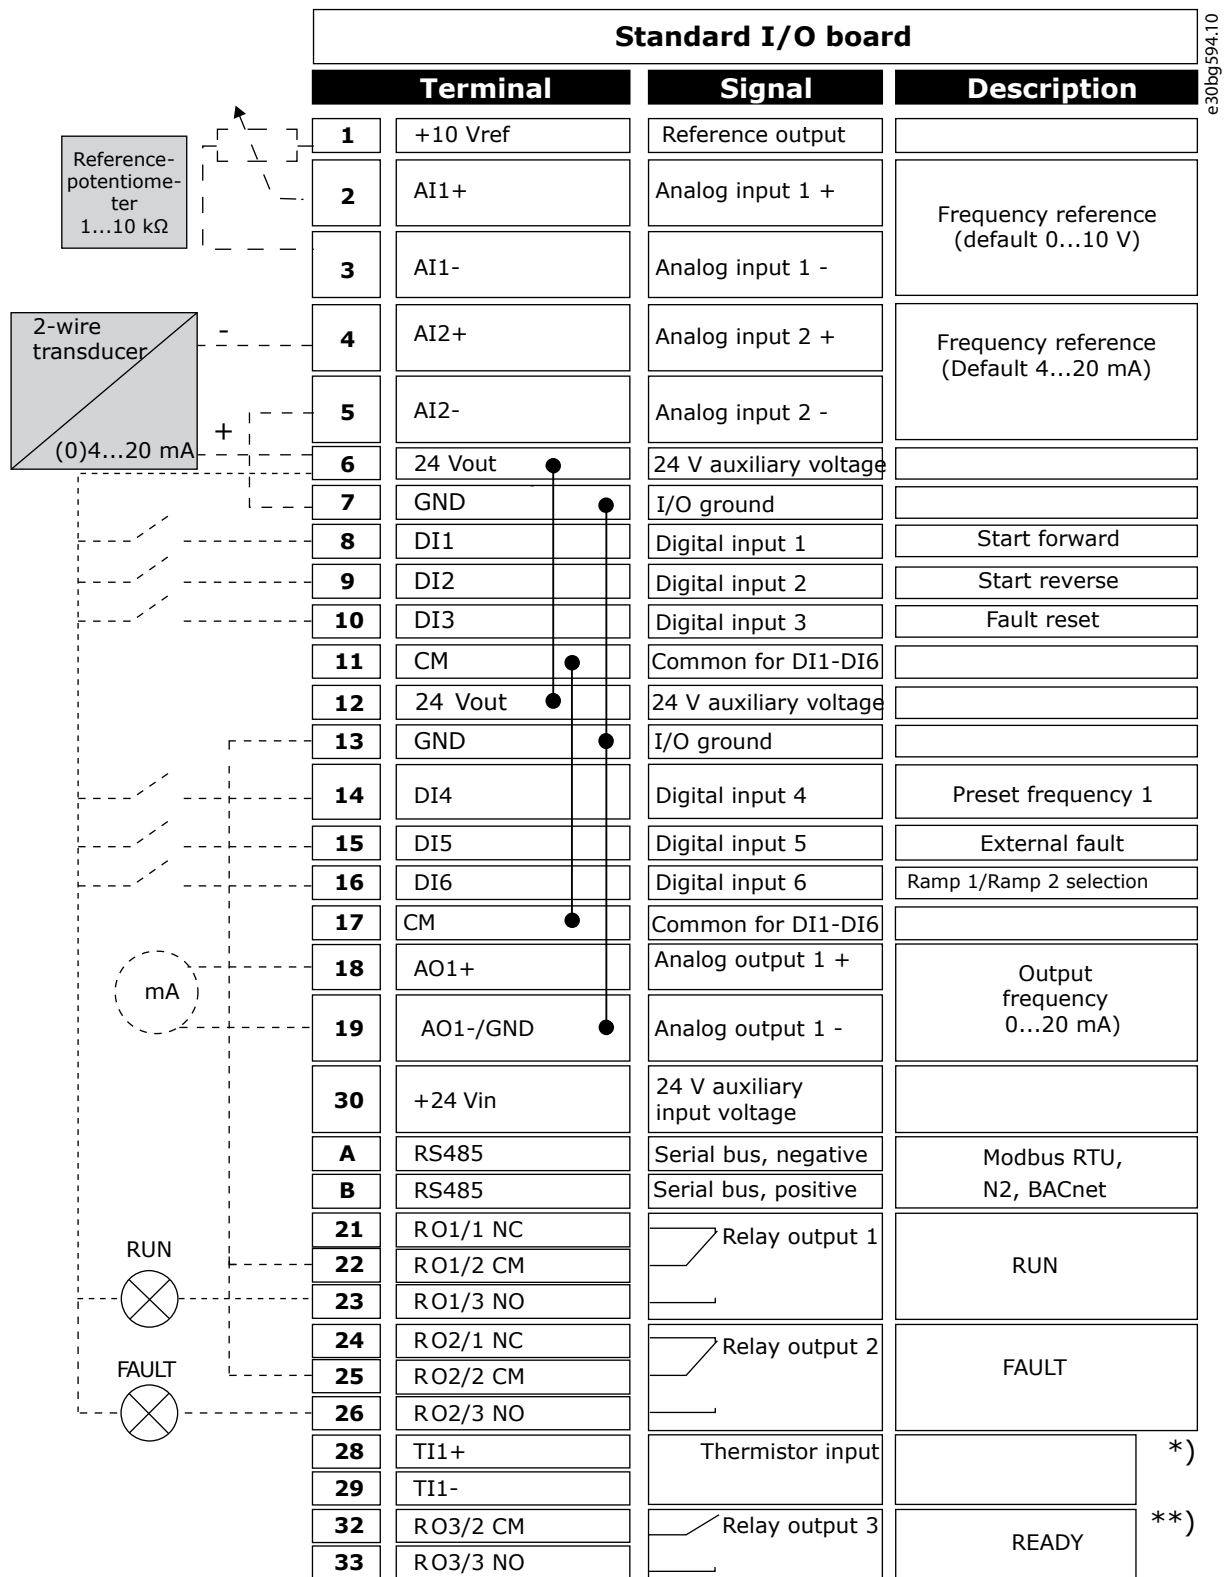 Standard I/O board
e30bg594.10
Terminal Signal Description
Reference-
potentiome-
ter
1...10 kΩ
1 +10 Vref Reference output
2 AI1+ Analog input 1 +
Frequency reference
(default 0...10 V)
3 AI1- Analog input 1 -
2-wire
transducer
-
+
(0)4...20 mA
4 AI2+ Analog input 2 +
Frequency reference
(Default 4...20 mA)
5 AI2- Analog input 2 -
6 24 Vout 24 V auxiliary voltage
7 GND I/O ground
8 DI1 Digital input 1 Start forward
9 DI2 Digital input 2 Start reverse
10 DI3 Digital input 3 Fault reset
11 CM Common for DI1-DI6
12 24 Vout 24 V auxiliary voltage
13 GND I/O ground
14 DI4 Digital input 4 Preset frequency 1
15 DI5 Digital input 5 External fault
16 DI6 Digital input 6 Ramp 1/Ramp 2 selection
17 CM Common for DI1-DI6
mA
18 AO1+ Analog output 1 +
Output
frequency
0...20 mA)
19 AO1-/GND Analog output 1 -
30 +24 Vin 24 V auxiliary
input voltage
A RS485 Serial bus, negative Modbus RTU,
B RS485 Serial bus, positive N2, BACnet
21 RO1/1 NC Relay output 1
RUN
22 RO1/2 CM RUN
23 RO1/3 NO
24 RO2/1 NC Relay output 2
FAULT
25 RO2/2 CM FAULT
26 RO2/3 NO
28 TI1+ Thermistor input *)
29 TI1-
32 RO3/2 CM Relay output 3 READY **)
33 RO3/3 NO